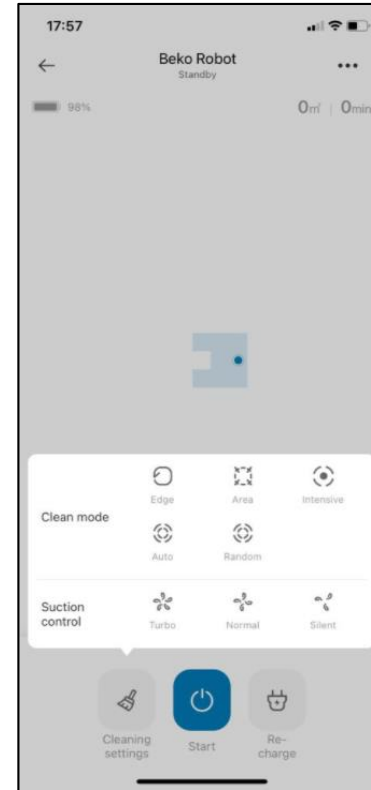 17:57
Beko Robot
Standby
98%
0㎡ | 0min
Edge
Area
Intensive
Clean mode
Auto
Random
Suction
control
Turbo
Normal
Silent
Cleaning
settings
Start
Re-
charge